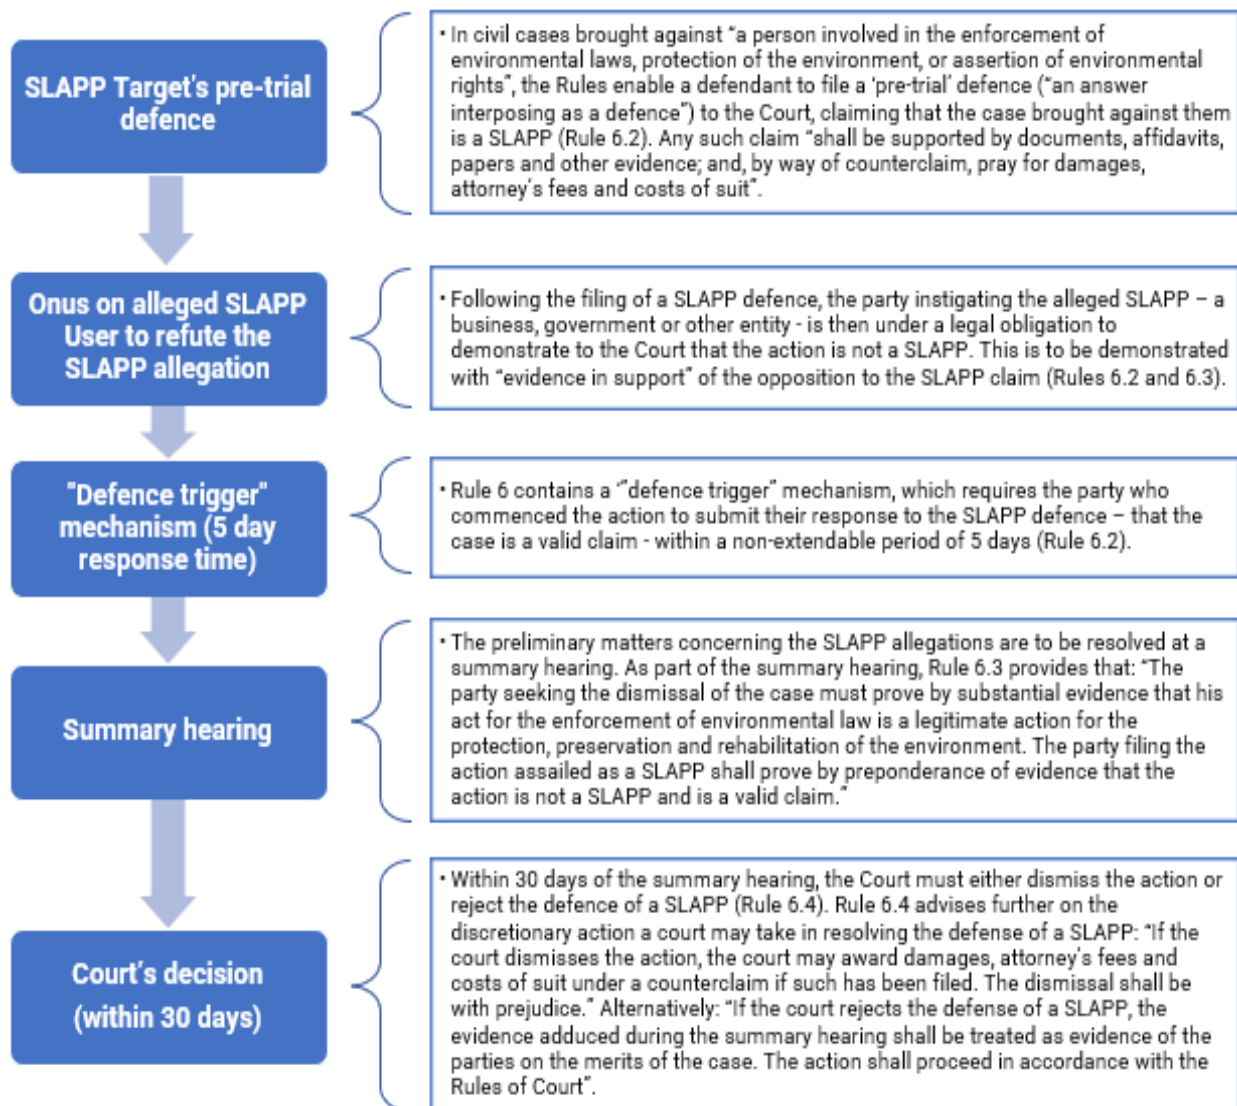 SLAPP Target's pre-trial
defence
• In civil cases brought against “a person involved in the enforcement of
environmental laws, protection of the environment, or assertion of environmental
rights”, the Rules enable a defendant to file a ‘pre-trial’ defence (“an answer
interposing as a defence”) to the Court, claiming that the case brought against them
is a SLAPP (Rule 6.2). Any such claim “shall be supported by documents, affidavits,
papers and other evidence; and, by way of counterclaim, pray for damages,
attorney’s fees and costs of suit”.
Onus on alleged SLAPP
User to refute the
SLAPP allegation
• Following the filing of a SLAPP defence, the party instigating the alleged SLAPP – a
business, government or other entity - is then under a legal obligation to
demonstrate to the Court that the action is not a SLAPP. This is to be demonstrated
with “evidence in support” of the opposition to the SLAPP claim (Rules 6.2 and 6.3).
"Defence trigger"
mechanism (5 day
response time)
• Rule 6 contains a ‘“defence trigger” mechanism, which requires the party who
commenced the action to submit their response to the SLAPP defence – that the
case is a valid claim - within a non-extendable period of 5 days (Rule 6.2).
Summary hearing
• The preliminary matters concerning the SLAPP allegations are to be resolved at a
summary hearing. As part of the summary hearing, Rule 6.3 provides that: “The
party seeking the dismissal of the case must prove by substantial evidence that his
act for the enforcement of environmental law is a legitimate action for the
protection, preservation and rehabilitation of the environment. The party filing the
action assailed as a SLAPP shall prove by preponderance of evidence that the
action is not a SLAPP and is a valid claim.”
Court’s decision
(within 30 days)
• Within 30 days of the summary hearing, the Court must either dismiss the action or
reject the defence of a SLAPP (Rule 6.4). Rule 6.4 advises further on the
discretionary action a court may take in resolving the defense of a SLAPP: “If the
court dismisses the action, the court may award damages, attorney’s fees and
costs of suit under a counterclaim if such has been filed. The dismissal shall be
with prejudice.” Alternatively: “If the court rejects the defense of a SLAPP, the
evidence adduced during the summary hearing shall be treated as evidence of the
parties on the merits of the case. The action shall proceed in accordance with the
Rules of Court”.